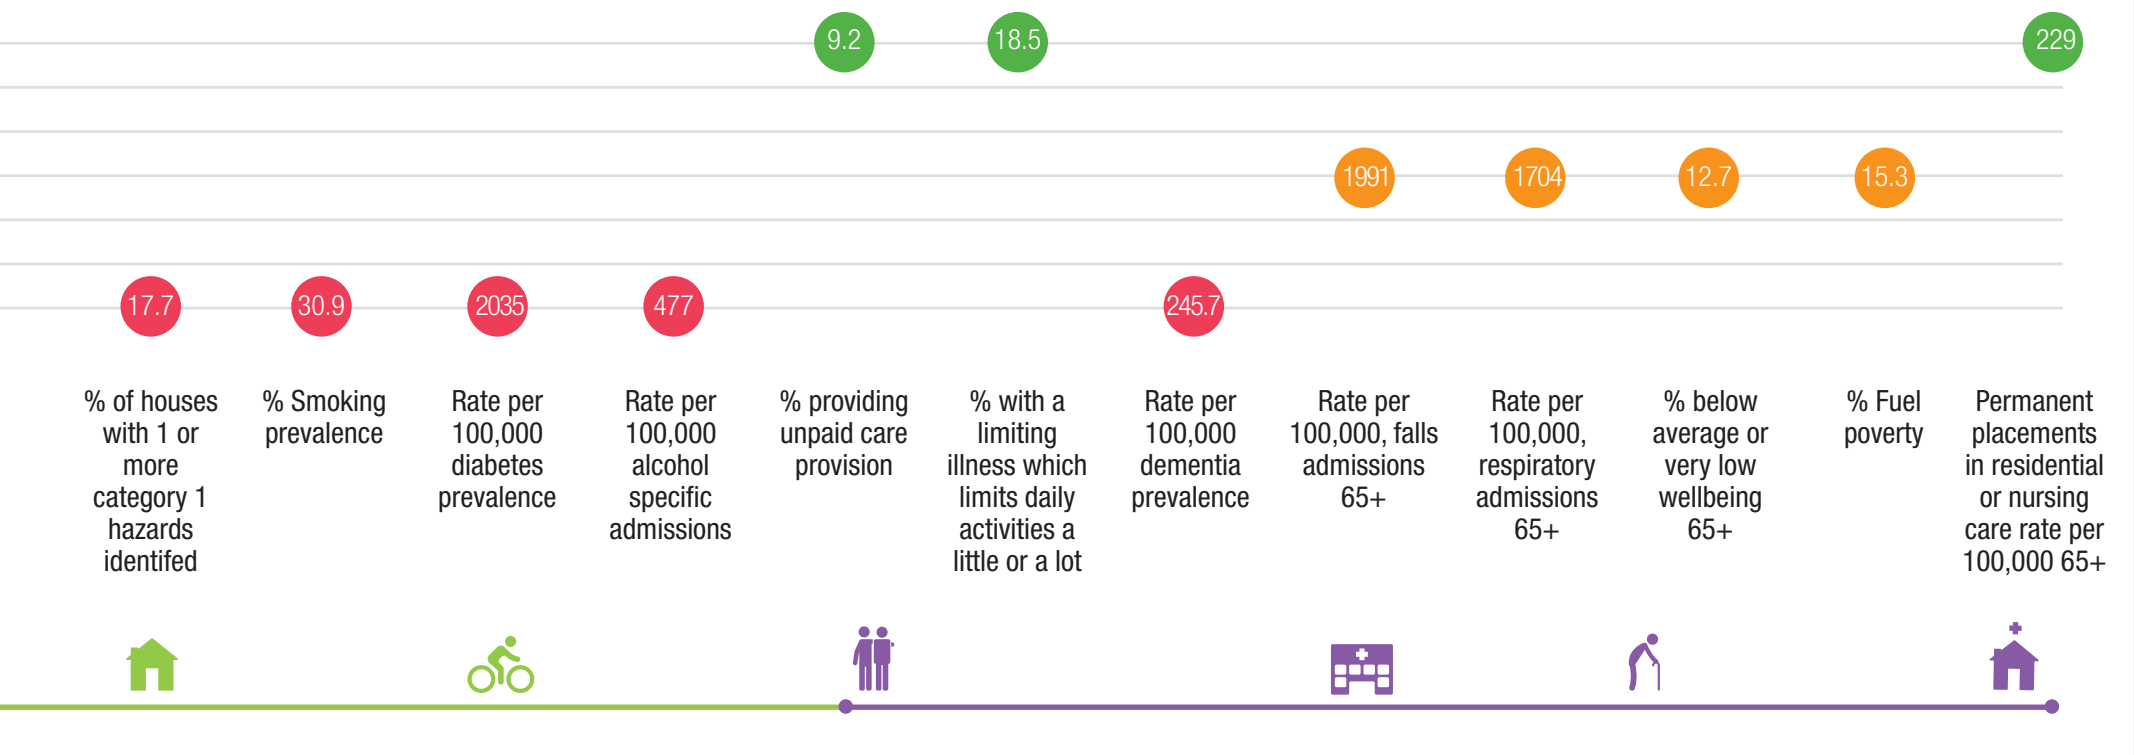 9.2
18.5
229
1991
1704
12.7
15.3
17.7
30.9
2035
477
245.7
% of houses
with 1 or
more
category 1
hazards
identifed
% Smoking
prevalence
Rate per
100,000
diabetes
prevalence
Rate per
100,000
alcohol
specific
admissions
% providing
unpaid care
provision
% with a
limiting
illness which
limits daily
activities a
little or a lot
Rate per
100,000
dementia
prevalence
Rate per
100,000, falls
admissions
65+
Rate per
100,000,
respiratory
admissions
65+
% below
average or
very low
wellbeing
65+
% Fuel
poverty
Permanent
placements
in residential
or nursing
care rate per
100,000 65+